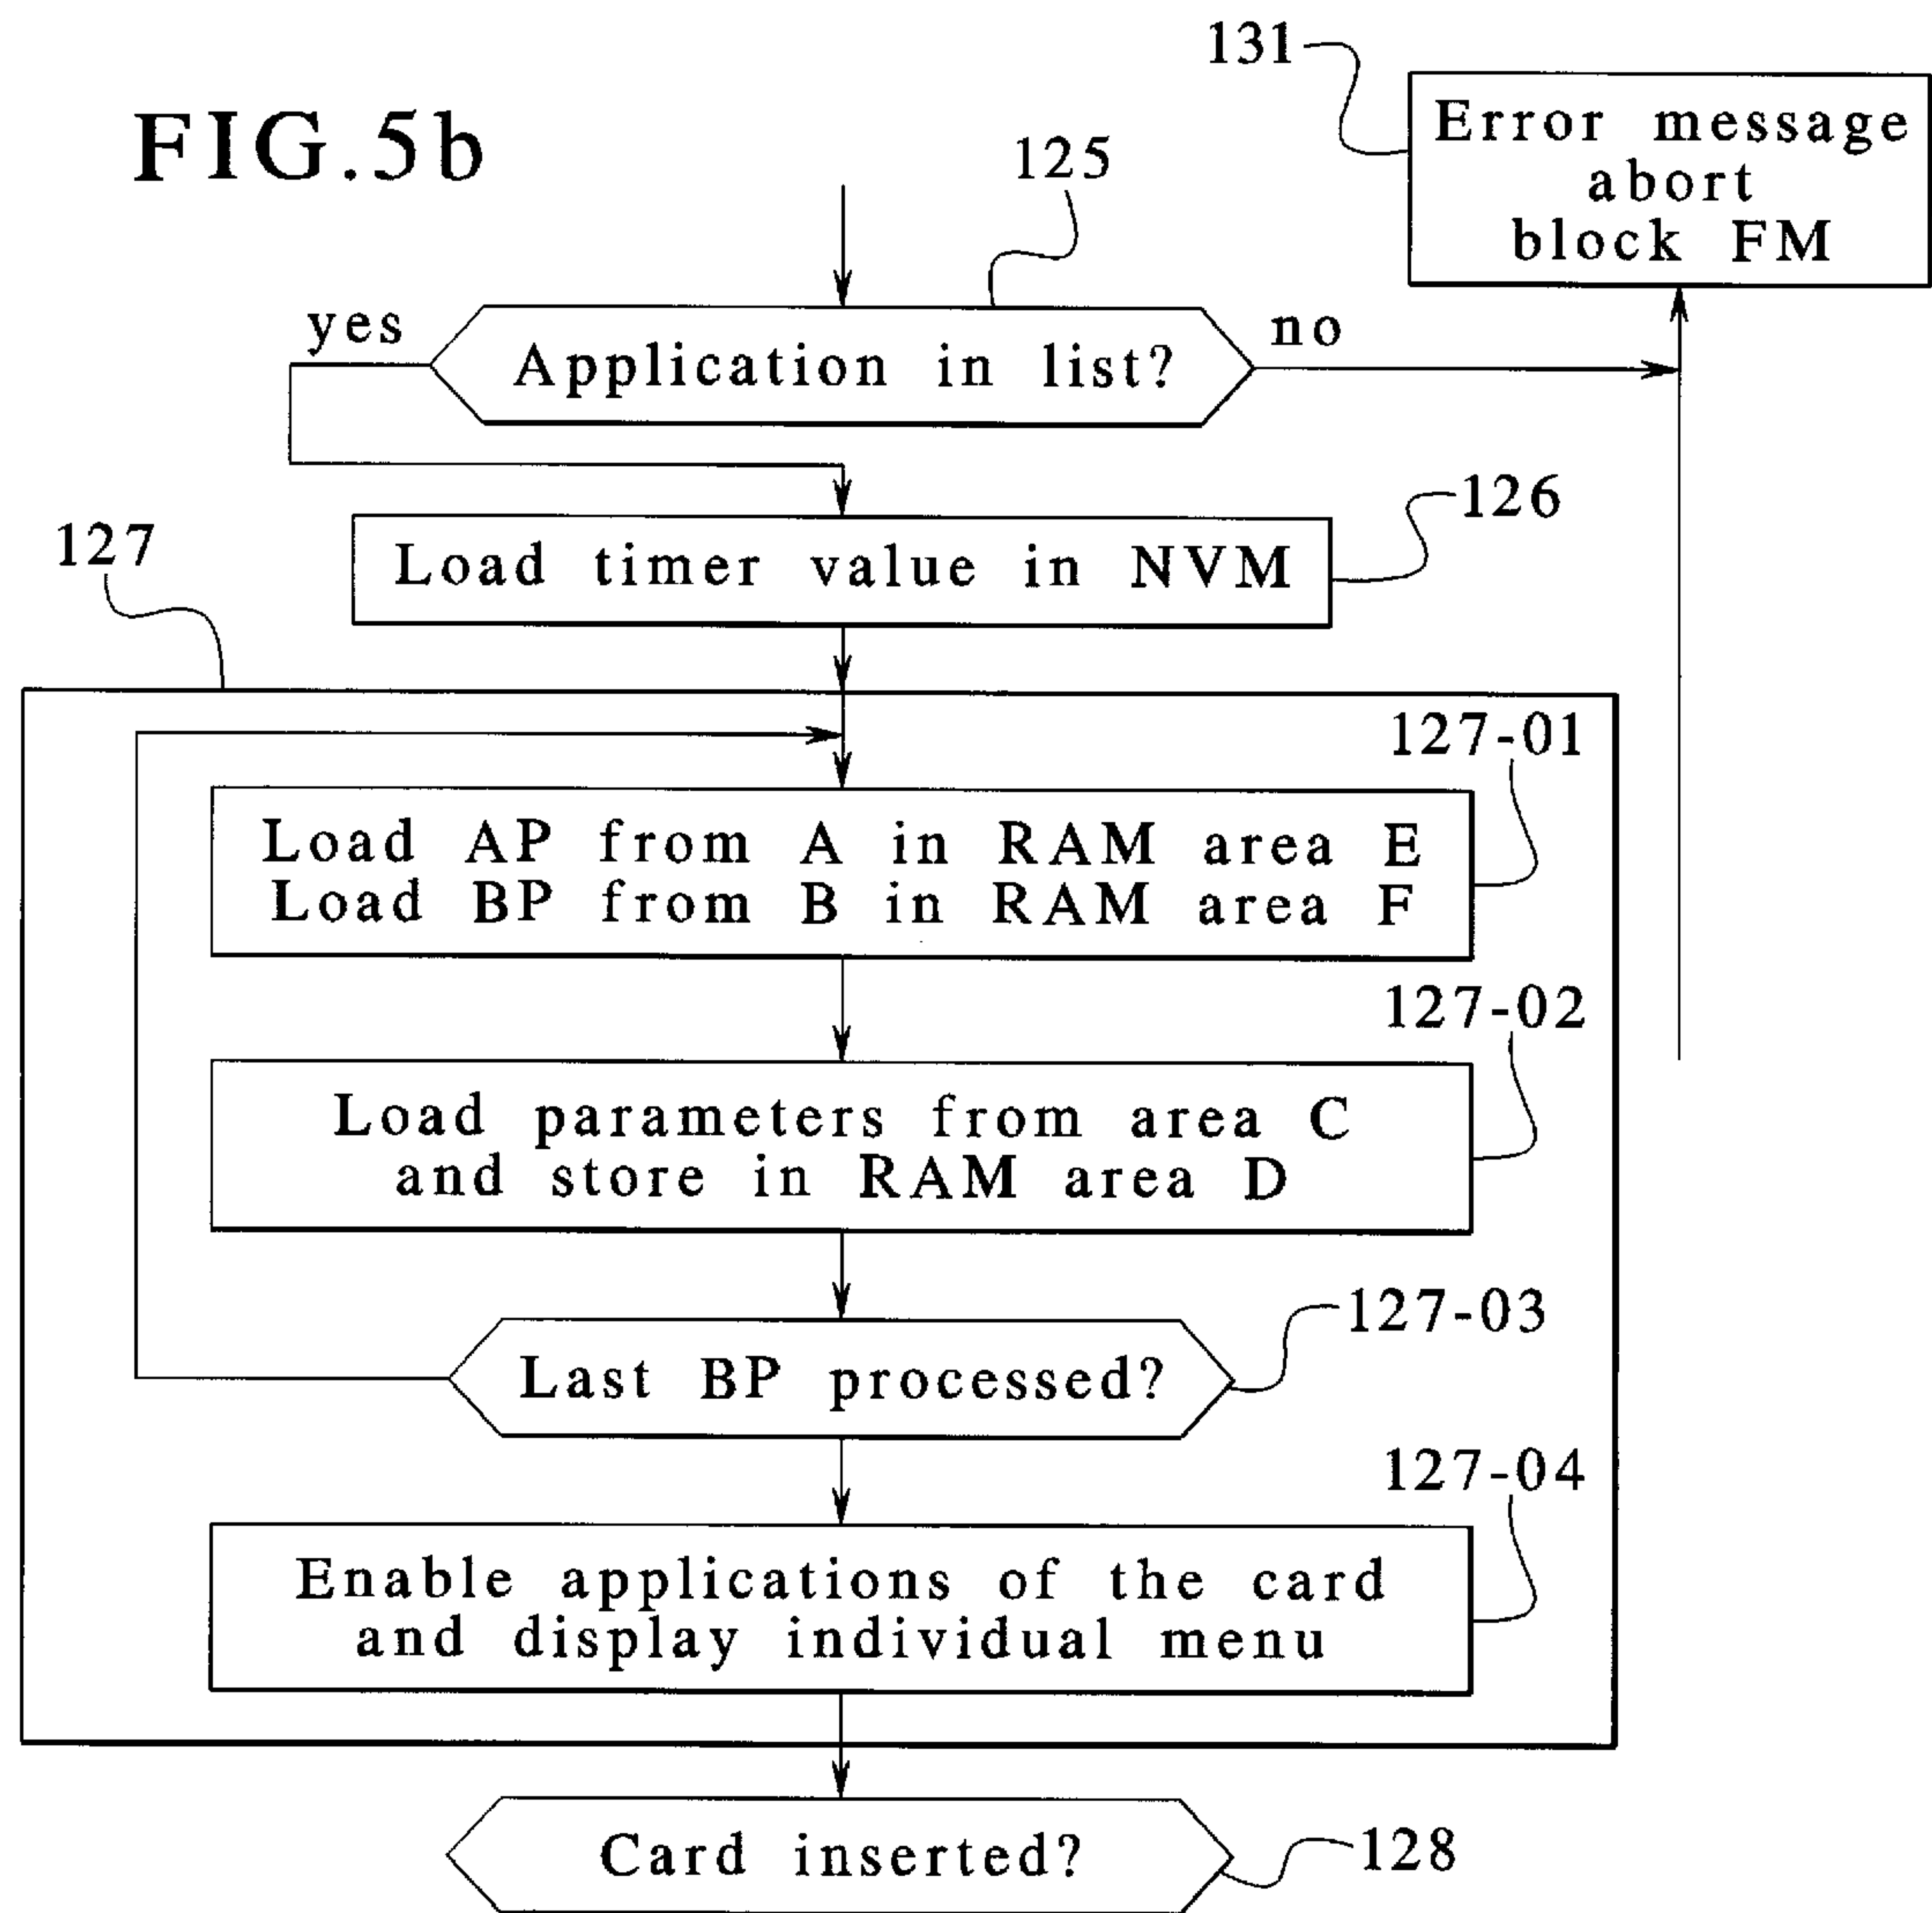 131
Error message
abort
block FM
FIG.5b
125
yes
Application in list?
no
126
Load timer value in NVM
127
127-01
Load AP from A in RAM area E
Load BP from B in RAM area F
127-02
Load parameters from area C
and store in RAM area D
127-03
Last BP processed?
127-04
Enable applications of the card
and display individual menu
Card inserted?
128